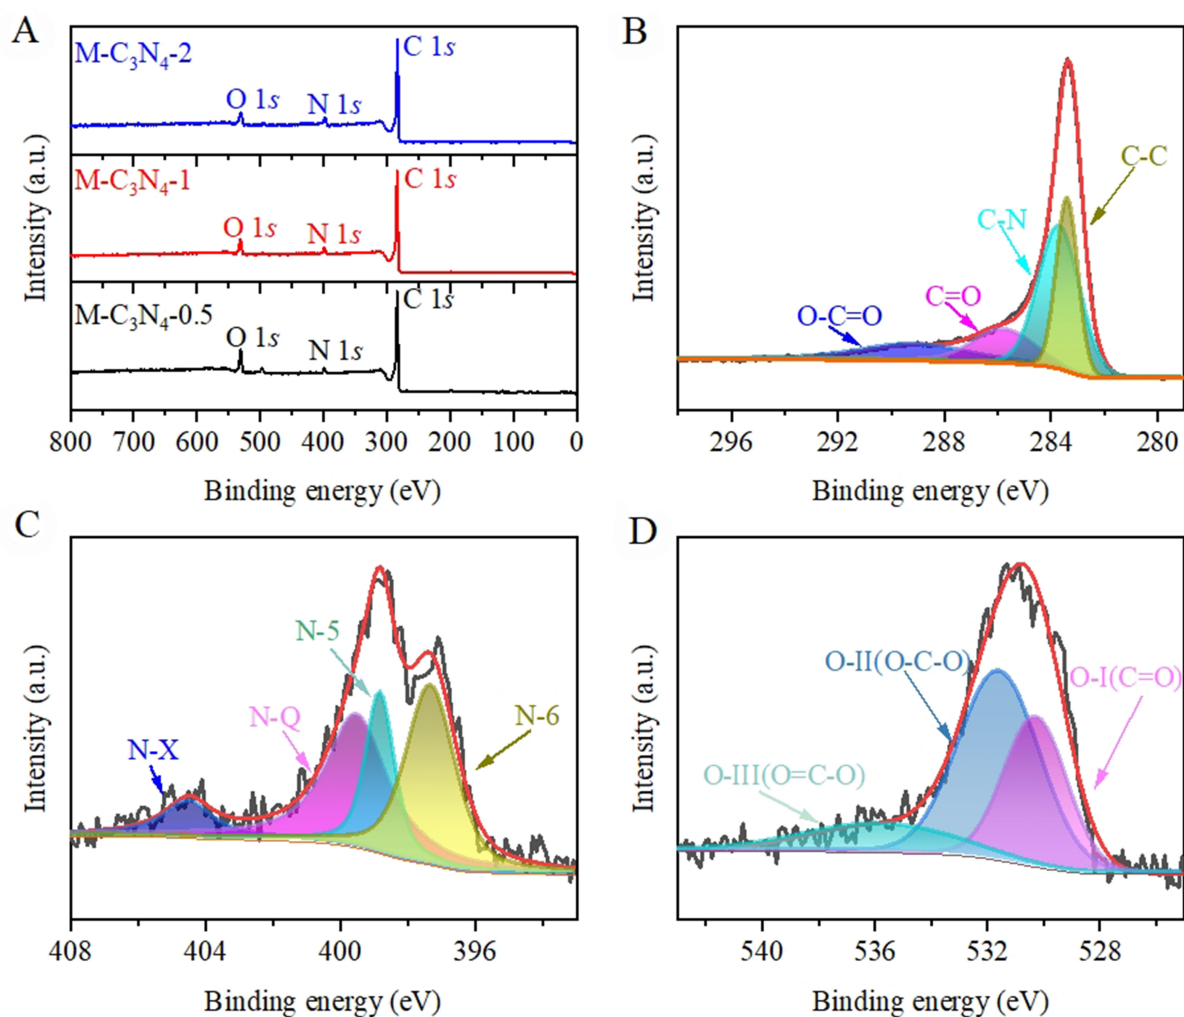 A
M-C₃N₄-2
C 1s
O 1s
N 1s
M-C₃N₄-1
C 1s
O 1s
N 1s
M-C₃N₄-0.5
C 1s
O 1s
N 1s
Intensity (a.u.)
800 700 600 500 400 300 200 100 0
Binding energy (eV)
B
C-C
C-N
C=O
O-C=O
Intensity (a.u.)
296 292 288 284 280
Binding energy (eV)
C
N-5
N-Q
N-6
N-X
Intensity (a.u.)
408 404 400 396
Binding energy (eV)
D
O-II(O-C-O)
O-I(C=O)
O-III(O=C-O)
Intensity (a.u.)
540 536 532 528
Binding energy (eV)